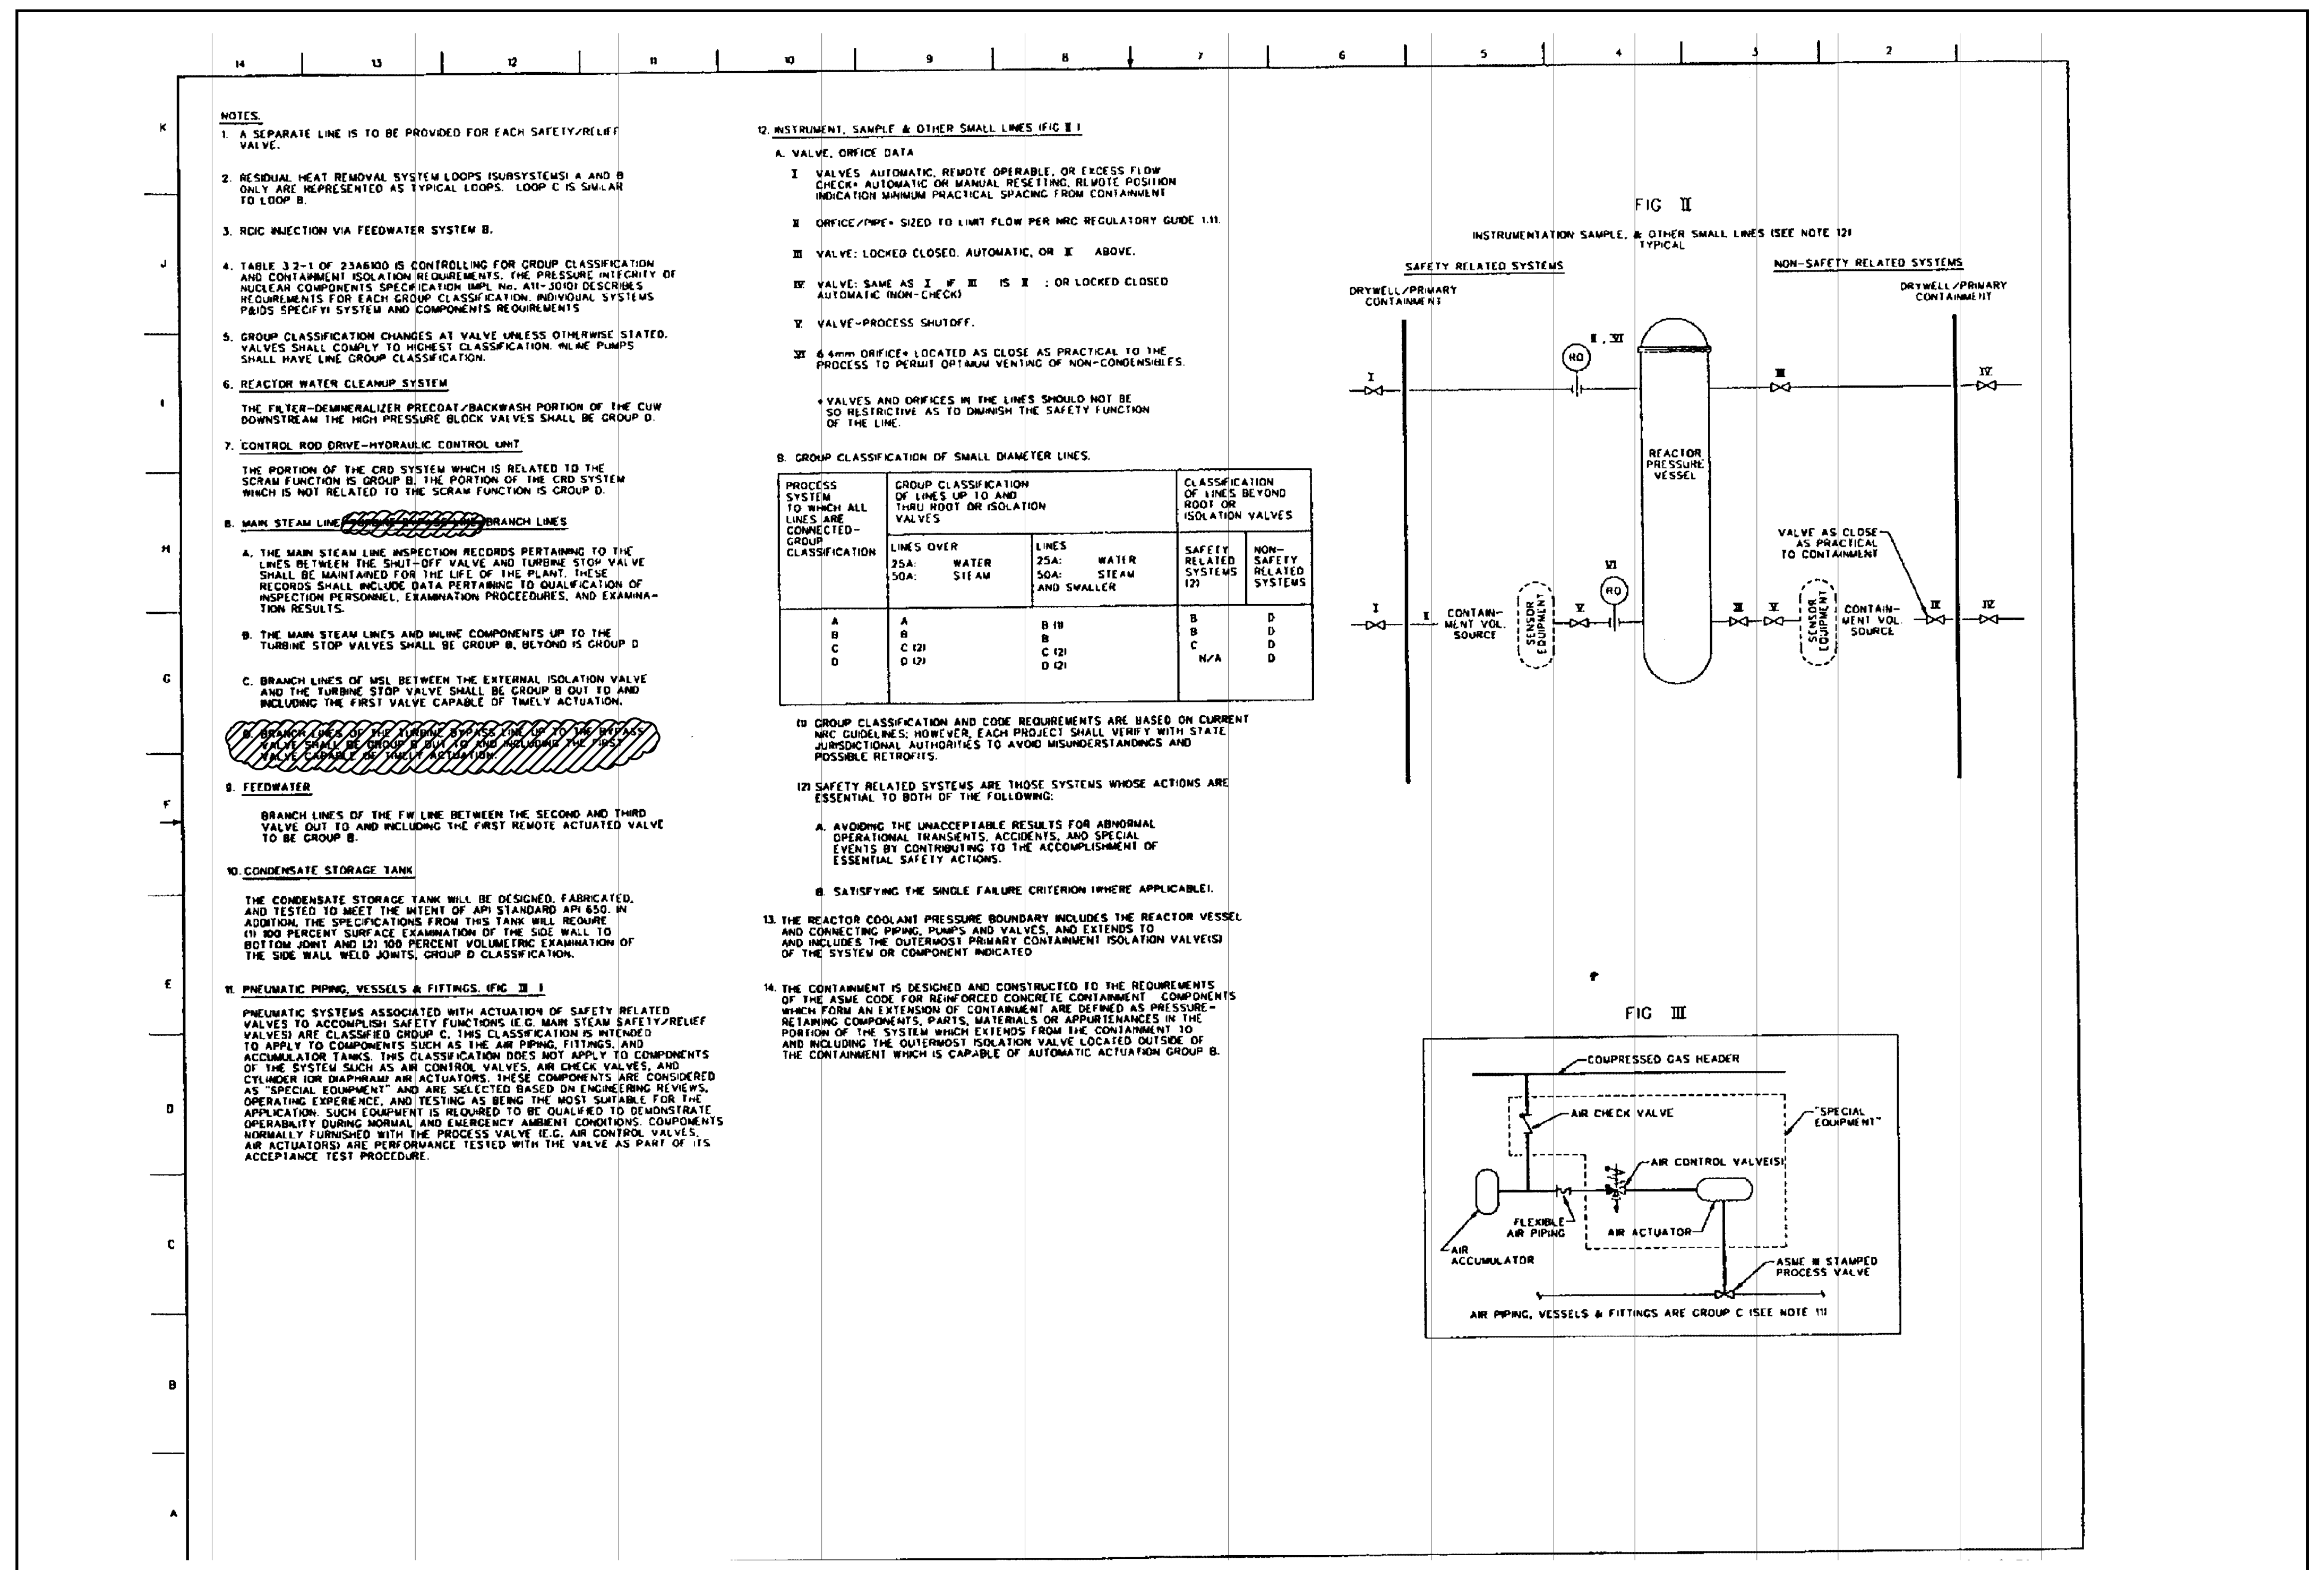 14 13 12 11 10 9 8 7 6 5 4 3 2
K
J
I
H
G
F
E
D
C
B
A
NOTES.
1. A SEPARATE LINE IS TO BE PROVIDED FOR EACH SAFETY/RELIEF
VALVE.
2. RESIDUAL HEAT REMOVAL SYSTEM LOOPS (SUBSYSTEMS) A AND B
ONLY ARE REPRESENTED AS TYPICAL LOOPS. LOOP C IS SIMILAR
TO LOOP B.
3. RCIC INJECTION VIA FEEDWATER SYSTEM B.
4. TABLE 3.2-1 OF 23A6100 IS CONTROLLING FOR GROUP CLASSIFICATION
AND CONTAINMENT ISOLATION REQUIREMENTS. THE PRESSURE INTEGRITY OF
NUCLEAR COMPONENTS SPECIFICATION (MPL No. A11-3010) DESCRIBES
REQUIREMENTS FOR EACH GROUP CLASSIFICATION. INDIVIDUAL SYSTEMS
P&IDS SPECIFYI SYSTEM AND COMPONENTS REQUIREMENTS
5. GROUP CLASSIFICATION CHANGES AT VALVE UNLESS OTHERWISE STATED.
VALVES SHALL COMPLY TO HIGHEST CLASSIFICATION. INLINE PUMPS
SHALL HAVE LINE GROUP CLASSIFICATION.
6. REACTOR WATER CLEANUP SYSTEM
THE FILTER-DEMINERALIZER PRECOAT/BACKWASH PORTION OF THE CUW
DOWNSTREAM THE HIGH PRESSURE BLOCK VALVES SHALL BE GROUP D.
7. CONTROL ROD DRIVE-HYDRAULIC CONTROL UNIT
THE PORTION OF THE CRD SYSTEM WHICH IS RELATED TO THE
SCRAM FUNCTION IS GROUP B. THE PORTION OF THE CRD SYSTEM
WHICH IS NOT RELATED TO THE SCRAM FUNCTION IS GROUP D.
8. MAIN STEAM LINE TURBINE BYPASS LINE BRANCH LINES
A. THE MAIN STEAM LINE INSPECTION RECORDS PERTAINING TO THE
LINES BETWEEN THE SHUT-OFF VALVE AND TURBINE STOP VALVE
SHALL BE MAINTAINED FOR THE LIFE OF THE PLANT. THESE
RECORDS SHALL INCLUDE DATA PERTAINING TO QUALIFICATION OF
INSPECTION PERSONNEL, EXAMINATION PROCEEDURES, AND EXAMINA-
TION RESULTS.
B. THE MAIN STEAM LINES AND INLINE COMPONENTS UP TO THE
TURBINE STOP VALVES SHALL BE GROUP B, BEYOND IS GROUP D
C. BRANCH LINES OF MSL BETWEEN THE EXTERNAL ISOLATION VALVE
AND THE TURBINE STOP VALVE SHALL BE GROUP B OUT TO AND
INCLUDING THE FIRST VALVE CAPABLE OF TIMELY ACTUATION.
D. BRANCH LINES OF THE TURBINE BYPASS LINE UP TO THE BYPASS
VALVE SHALL BE GROUP B OUT TO AND INCLUDING THE FIRST
VALVE CAPABLE OF TIMELY ACTUATION.
9. FEEDWATER
BRANCH LINES OF THE FW LINE BETWEEN THE SECOND AND THIRD
VALVE OUT TO AND INCLUDING THE FIRST REMOTE ACTUATED VALVE
TO BE GROUP B.
10. CONDENSATE STORAGE TANK
THE CONDENSATE STORAGE TANK WILL BE DESIGNED, FABRICATED,
AND TESTED TO MEET THE INTENT OF API STANDARD API 650. IN
ADDITION, THE SPECIFICATIONS FROM THIS TANK WILL REQUIRE
(1) 100 PERCENT SURFACE EXAMINATION OF THE SIDE WALL TO
BOTTOM JOINT AND (2) 100 PERCENT VOLUMETRIC EXAMINATION OF
THE SIDE WALL WELD JOINTS, GROUP D CLASSIFICATION.
11. PNEUMATIC PIPING, VESSELS & FITTINGS. (FIG III)
PNEUMATIC SYSTEMS ASSOCIATED WITH ACTUATION OF SAFETY RELATED
VALVES TO ACCOMPLISH SAFETY FUNCTIONS (E.G. MAIN STEAM SAFETY/RELIEF
VALVES) ARE CLASSIFIED GROUP C. THIS CLASSIFICATION IS INTENDED
TO APPLY TO COMPONENTS SUCH AS THE AIR PIPING, FITTINGS, AND
ACCUMULATOR TANKS. THIS CLASSIFICATION DOES NOT APPLY TO COMPONENTS
OF THE SYSTEM SUCH AS AIR CONTROL VALVES, AIR CHECK VALVES, AND
CYLINDER (OR DIAPHRAM) AIR ACTUATORS. THESE COMPONENTS ARE CONSIDERED
AS "SPECIAL EQUIPMENT" AND ARE SELECTED BASED ON ENGINEERING REVIEWS,
OPERATING EXPERIENCE, AND TESTING AS BEING THE MOST SUITABLE FOR THE
APPLICATION. SUCH EQUIPMENT IS REQUIRED TO BE QUALIFIED TO DEMONSTRATE
OPERABILITY DURING NORMAL AND EMERGENCY AMBIENT CONDITIONS. COMPONENTS
NORMALLY FURNISHED WITH THE PROCESS VALVE (E.G. AIR CONTROL VALVES,
AIR ACTUATORS) ARE PERFORMANCE TESTED WITH THE VALVE AS PART OF ITS
ACCEPTANCE TEST PROCEDURE.
12. INSTRUMENT, SAMPLE & OTHER SMALL LINES (FIG II)
A. VALVE, ORFICE DATA
I VALVES AUTOMATIC, REMOTE OPERABLE, OR EXCESS FLOW
CHECK* AUTOMATIC OR MANUAL RESETTING, REMOTE POSITION
INDICATION MINIMUM PRACTICAL SPACING FROM CONTAINMENT
II ORFICE/PIPE* SIZED TO LIMIT FLOW PER NRC REGULATORY GUIDE 1.11.
III VALVE: LOCKED CLOSED, AUTOMATIC, OR II ABOVE.
IV VALVE: SAME AS I IF III IS II ; OR LOCKED CLOSED
AUTOMATIC (NON-CHECK)
V VALVE-PROCESS SHUTOFF.
VI 6.4mm ORIFICE* LOCATED AS CLOSE AS PRACTICAL TO THE
PROCESS TO PERMIT OPTIMUM VENTING OF NON-CONDENSIBLES.
* VALVES AND ORIFICES IN THE LINES SHOULD NOT BE
SO RESTRICTIVE AS TO DIMINISH THE SAFETY FUNCTION
OF THE LINE.
B. GROUP CLASSIFICATION OF SMALL DIAMETER LINES.
PROCESS
SYSTEM
TO WHICH ALL
LINES ARE
CONNECTED-
GROUP
CLASSIFICATION
GROUP CLASSIFICATION
OF LINES UP TO AND
THRU ROOT OR ISOLATION
VALVES
CLASSIFICATION
OF LINES BEYOND
ROOT OR
ISOLATION VALVES
LINES OVER
25A: WATER
50A: STEAM
LINES
25A: WATER
50A: STEAM
AND SMALLER
SAFETY
RELATED
SYSTEMS
(2)
NON-
SAFETY
RELATED
SYSTEMS
A A B (1) B D
B B B B D
C C (2) C (2) C D
D D (2) D (2) N/A D
(1) GROUP CLASSIFICATION AND CODE REQUIREMENTS ARE BASED ON CURRENT
NRC GUIDELINES; HOWEVER, EACH PROJECT SHALL VERIFY WITH STATE
JURISDICTIONAL AUTHORITIES TO AVOID MISUNDERSTANDINGS AND
POSSIBLE RETROFITS.
(2) SAFETY RELATED SYSTEMS ARE THOSE SYSTEMS WHOSE ACTIONS ARE
ESSENTIAL TO BOTH OF THE FOLLOWING:
A. AVOIDING THE UNACCEPTABLE RESULTS FOR ABNORMAL
OPERATIONAL TRANSIENTS, ACCIDENTS, AND SPECIAL
EVENTS BY CONTRIBUTING TO THE ACCOMPLISHMENT OF
ESSENTIAL SAFETY ACTIONS.
B. SATISFYING THE SINGLE FAILURE CRITERION (WHERE APPLICABLE).
13. THE REACTOR COOLANT PRESSURE BOUNDARY INCLUDES THE REACTOR VESSEL
AND CONNECTING PIPING, PUMPS AND VALVES, AND EXTENDS TO
AND INCLUDES THE OUTERMOST PRIMARY CONTAINMENT ISOLATION VALVE(S)
OF THE SYSTEM OR COMPONENT INDICATED
14. THE CONTAINMENT IS DESIGNED AND CONSTRUCTED TO THE REQUIREMENTS
OF THE ASME CODE FOR REINFORCED CONCRETE CONTAINMENT COMPONENTS
WHICH FORM AN EXTENSION OF CONTAINMENT ARE DEFINED AS PRESSURE-
RETAINING COMPONENTS, PARTS, MATERIALS OR APPURTENANCES IN THE
PORTION OF THE SYSTEM WHICH EXTENDS FROM THE CONTAINMENT TO
AND INCLUDING THE OUTERMOST ISOLATION VALVE LOCATED OUTSIDE OF
THE CONTAINMENT WHICH IS CAPABLE OF AUTOMATIC ACTUATION GROUP B.
FIG II
INSTRUMENTATION SAMPLE, & OTHER SMALL LINES (SEE NOTE 12)
TYPICAL
SAFETY RELATED SYSTEMS
NON-SAFETY RELATED SYSTEMS
DRYWELL/PRIMARY
CONTAINMENT
DRYWELL/PRIMARY
CONTAINMENT
II, VI
RO
I
III
IV
REACTOR
PRESSURE
VESSEL
VALVE AS CLOSE
AS PRACTICAL
TO CONTAINMENT
VI
RO
I
II
CONTAIN-
MENT VOL.
SOURCE
SENSOR
EQUIPMENT
V
III
V
SENSOR
EQUIPMENT
CONTAIN-
MENT VOL.
SOURCE
III
IV
FIG III
COMPRESSED GAS HEADER
AIR CHECK VALVE
"SPECIAL
EQUIPMENT"
AIR CONTROL VALVE(S)
FLEXIBLE
AIR PIPING
AIR ACTUATOR
AIR
ACCUMULATOR
ASME III STAMPED
PROCESS VALVE
AIR PIPING, VESSELS & FITTINGS ARE GROUP C (SEE NOTE 11)